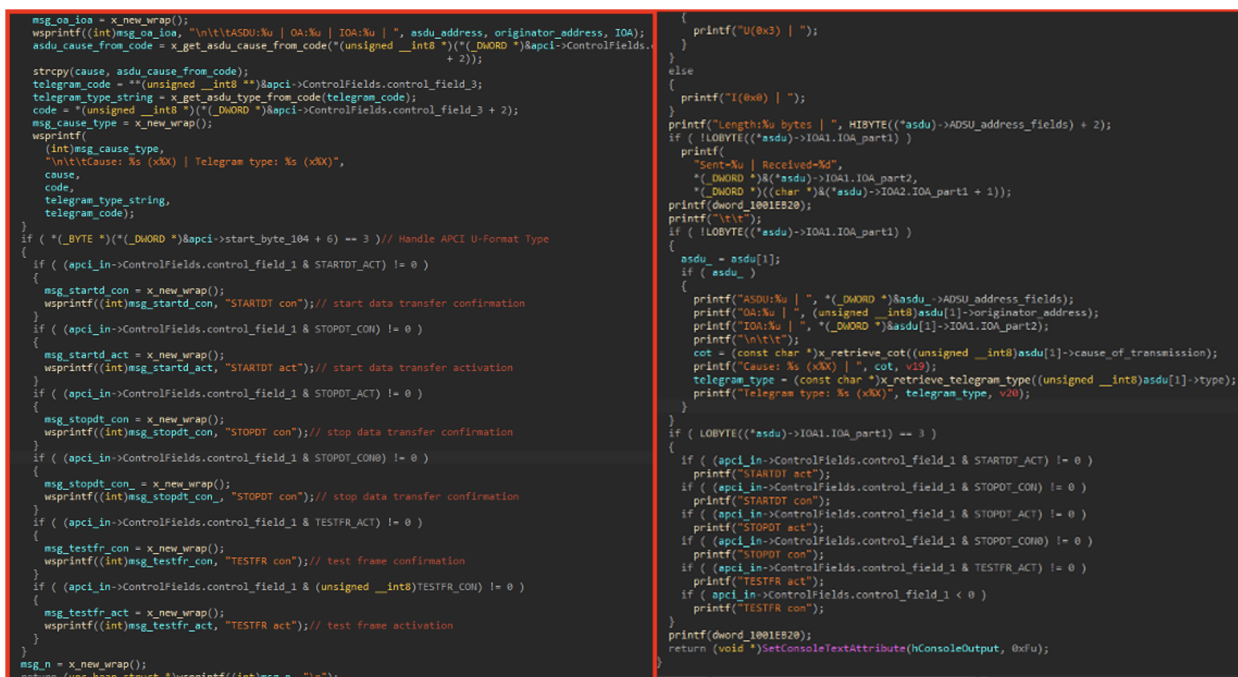 msg_oa_ioa = x_new_wrap();
wsprintf((int)msg_oa_ioa, "\n\t\tASDU:%u | OA:%u | IOA:%u | ", asdu_address, originator_address, IOA);
asdu_cause_from_code = x_get_asdu_cause_from_code(*(unsigned __int8 *)(*(_DWORD *)&apci->ControlFields.
+ 2));
strcpy(cause, asdu_cause_from_code);
telegram_code = **(unsigned __int8 **)&apci->ControlFields.control_field_3;
telegram_type_string = x_get_asdu_type_from_code(telegram_code);
code = *(unsigned __int8 *)(*(_DWORD *)&apci->ControlFields.control_field_3 + 2);
msg_cause_type = x_new_wrap();
wsprintf(
(int)msg_cause_type,
"\n\t\tCause: %s (x%X) | Telegram type: %s (x%X)",
cause,
code,
telegram_type_string,
telegram_code);
}
if ( *(_BYTE *)(*(_DWORD *)&apci->start_byte_104 + 6) == 3 )// Handle APCI U-Format Type
{
if ( (apci_in->ControlFields.control_field_1 & STARTDT_ACT) != 0 )
{
msg_startd_con = x_new_wrap();
wsprintf((int)msg_startd_con, "STARTDT con");// start data transfer confirmation
}
if ( (apci_in->ControlFields.control_field_1 & STOPDT_CON) != 0 )
{
msg_startd_act = x_new_wrap();
wsprintf((int)msg_startd_act, "STARTDT act");// start data transfer activation
}
if ( (apci_in->ControlFields.control_field_1 & STOPDT_ACT) != 0 )
{
msg_stopdt_con = x_new_wrap();
wsprintf((int)msg_stopdt_con, "STOPDT con");// stop data transfer confirmation
}
if ( (apci_in->ControlFields.control_field_1 & STOPDT_CON0) != 0 )
{
msg_stopdt_con_ = x_new_wrap();
wsprintf((int)msg_stopdt_con_, "STOPDT con");// stop data transfer confirmation
}
if ( (apci_in->ControlFields.control_field_1 & TESTFR_ACT) != 0 )
{
msg_testfr_con = x_new_wrap();
wsprintf((int)msg_testfr_con, "TESTFR con");// test frame confirmation
}
if ( (apci_in->ControlFields.control_field_1 & (unsigned __int8)TESTFR_CON) != 0 )
{
msg_testfr_act = x_new_wrap();
wsprintf((int)msg_testfr_act, "TESTFR act");// test frame activation
}
}
msg_n = x_new_wrap();
{
printf("U(0x3) | ");
}
}
else
{
printf("I(0x0) | ");
}
printf("Length:%u bytes | ", HIBYTE((*asdu)->ADSU_address_fields) + 2);
if ( !LOBYTE((*asdu)->IOA1.IOA_part1) )
printf(
"Sent=%u | Received=%d",
*(_DWORD *)&(*asdu)->IOA1.IOA_part2,
*(_DWORD *)((char *)&(*asdu)->IOA2.IOA_part1 + 1));
printf(dword_1001EB20);
printf("\t\t");
if ( !LOBYTE((*asdu)->IOA1.IOA_part1) )
{
asdu_ = asdu[1];
if ( asdu_ )
{
printf("ASDU:%u | ", *(_DWORD *)&asdu_->ADSU_address_fields);
printf("OA:%u | ", (unsigned __int8)asdu[1]->originator_address);
printf("IOA:%u | ", *(_DWORD *)&asdu[1]->IOA1.IOA_part2);
printf("\n\t\t");
cot = (const char *)x_retrieve_cot((unsigned __int8)asdu[1]->cause_of_transmission);
printf("Cause: %s (x%X) | ", cot, v19);
telegram_type = (const char *)x_retrieve_telegram_type((unsigned __int8)asdu[1]->type);
printf("Telegram type: %s (x%X)", telegram_type, v20);
}
}
if ( LOBYTE((*asdu)->IOA1.IOA_part1) == 3 )
{
if ( (apci_in->ControlFields.control_field_1 & STARTDT_ACT) != 0 )
printf("STARTDT act");
if ( (apci_in->ControlFields.control_field_1 & STOPDT_CON) != 0 )
printf("STARTDT con");
if ( (apci_in->ControlFields.control_field_1 & STOPDT_ACT) != 0 )
printf("STOPDT act");
if ( (apci_in->ControlFields.control_field_1 & STOPDT_CON0) != 0 )
printf("STOPDT con");
if ( (apci_in->ControlFields.control_field_1 & TESTFR_ACT) != 0 )
printf("TESTFR act");
if ( apci_in->ControlFields.control_field_1 < 0 )
printf("TESTFR con");
}
printf(dword_1001EB20);
return (void *)SetConsoleTextAttribute(hConsoleOutput, 0xFu);
}